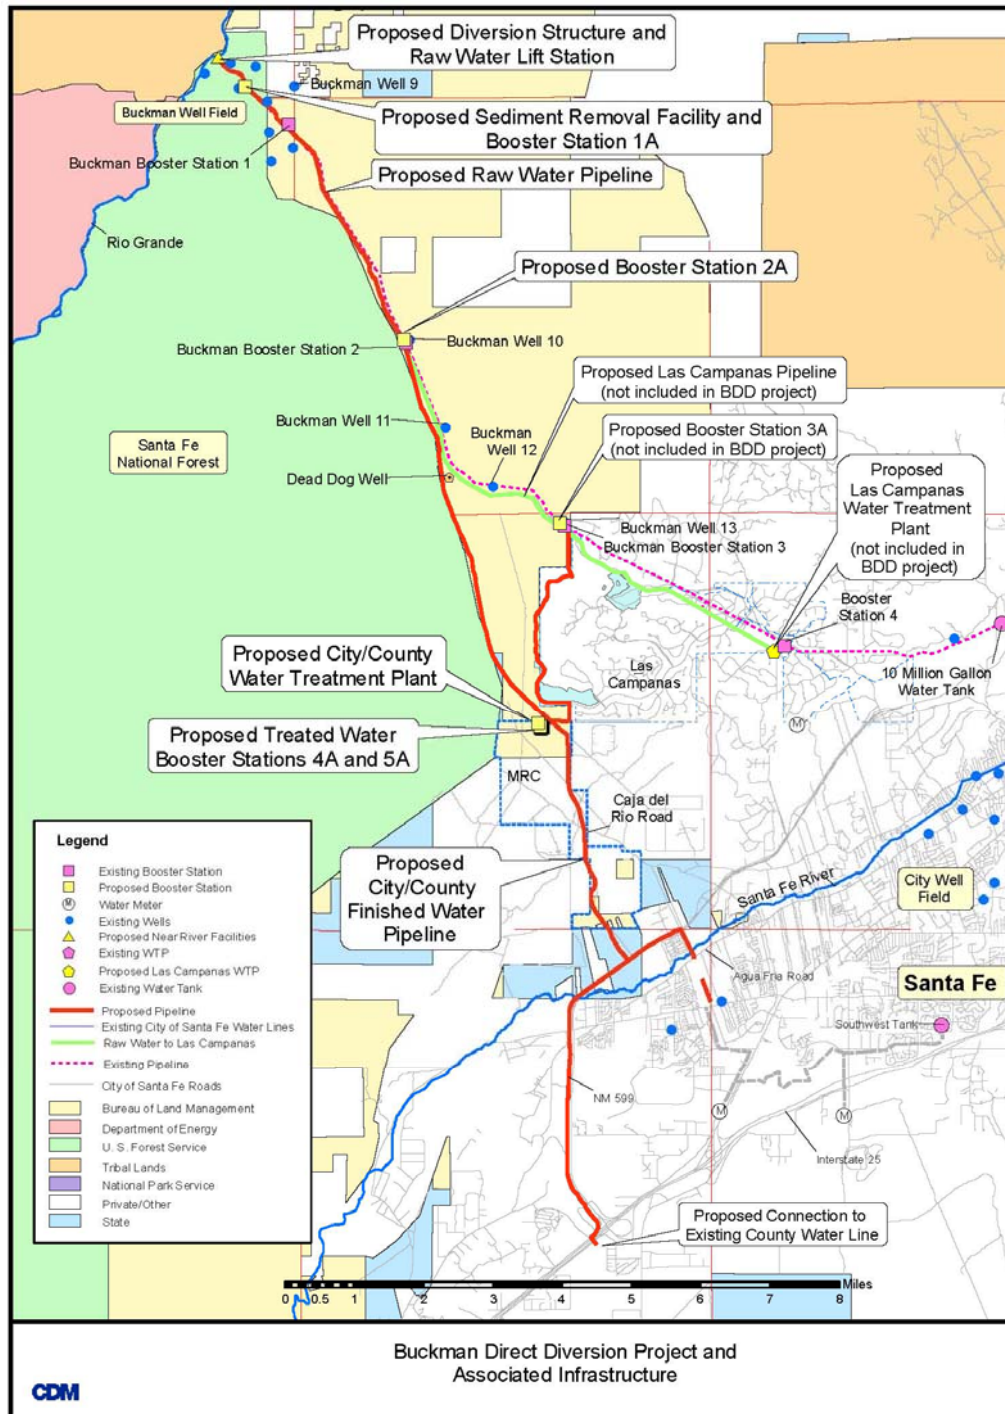 Proposed Diversion Structure and
Raw Water Lift Station
Buckman Well 9
Buckman Well Field
Proposed Sediment Removal Facility and
Booster Station 1A
Buckman Booster Station 1
Proposed Raw Water Pipeline
Rio Grande
Proposed Booster Station 2A
Buckman Booster Station 2
Buckman Well 10
Proposed Las Campanas Pipeline
(not included in BDD project)
Buckman Well 11
Buckman
Well 12
Proposed Booster Station 3A
(not included in BDD project)
Santa Fe
National Forest
Dead Dog Well
Proposed
Las Campanas
Water Treatment
Plant
(not included in
BDD project)
Buckman Well 13
Buckman Booster Station 3
Booster
Station 4
Proposed City/County
Water Treatment Plant
Las
Campanas
10 Million Gallon
Water Tank
M
Proposed Treated Water
Booster Stations 4A and 5A
MRC
Caja del
Rio Road
Proposed
City/County
Finished Water
Pipeline
Santa Fe River
City Well
Field
Agua Fria Road
Santa Fe
Southwest Tank
NM 599
M
M
Interstate 25
Proposed Connection to
Existing County Water Line
Legend
Existing Booster Station
Proposed Booster Station
M Water Meter
Existing Wells
Proposed Near River Facilities
Existing WTP
Proposed Las Campanas WTP
Existing Water Tank
Proposed Pipeline
Existing City of Santa Fe Water Lines
Raw Water to Las Campanas
Existing Pipeline
City of Santa Fe Roads
Bureau of Land Management
Department of Energy
U. S. Forest Service
Tribal Lands
National Park Service
Private/Other
State
Miles
0 0.5 1 2 3 4 5 6 7 8
Buckman Direct Diversion Project and
Associated Infrastructure
CDM